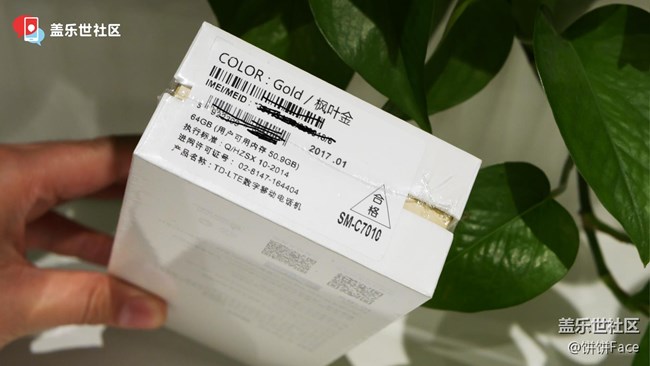 盖乐世社区
COLOR : Gold / 枫叶金
IMEI/MEID :
64GB (用户可用内存 50.9GB)
2017.01
执行标准: Q/HZSX 10-2014
进网许可证号: 02-8147-164404
产品名称: TD-LTE数字移动电话机
合格
SM-C7010
盖乐世社区
@饼饼Face